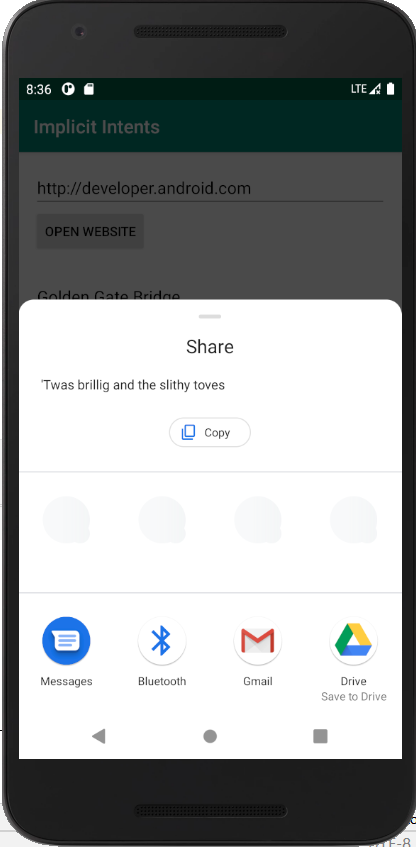 8:36
LTE
Implicit Intents
http://developer.android.com
OPEN WEBSITE
Golden Gate Bridge
Share
'Twas brillig and the slithy toves
Copy
Messages
Bluetooth
Gmail
Drive
Save to Drive